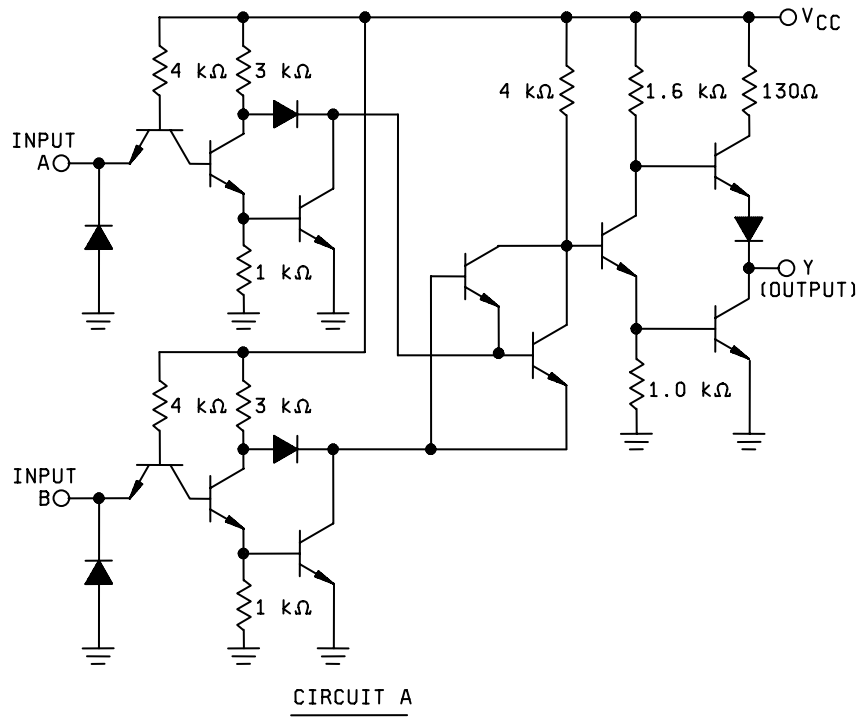 VCC
4 kΩ
3 kΩ
4 kΩ
1.6 kΩ
130Ω
INPUT
A
1 kΩ
Y
(OUTPUT)
4 kΩ
3 kΩ
1.0 kΩ
INPUT
B
1 kΩ
CIRCUIT A